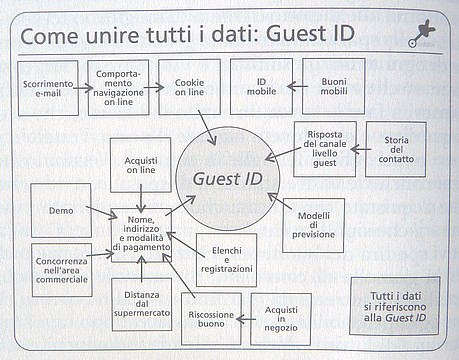 Come unire tutti i dati: Guest ID
Scorrimento
e-mail
Comporta-
mento
navigazione
on line
Cookie
on line
ID
mobile
Buoni
mobili
Risposta
del canale
livello
guest
Storia
del
contatto
Acquisti
on line
Guest ID
Demo
Nome,
indirizzo
e modalità
di pagamento
Modelli
di
previsione
Concorrenza
nell'area
commerciale
Elenchi
e
registrazioni
Distanza
dal
supermercato
Riscossione
buono
Acquisti
in
negozio
Tutti i dati
si riferiscono
alla Guest ID